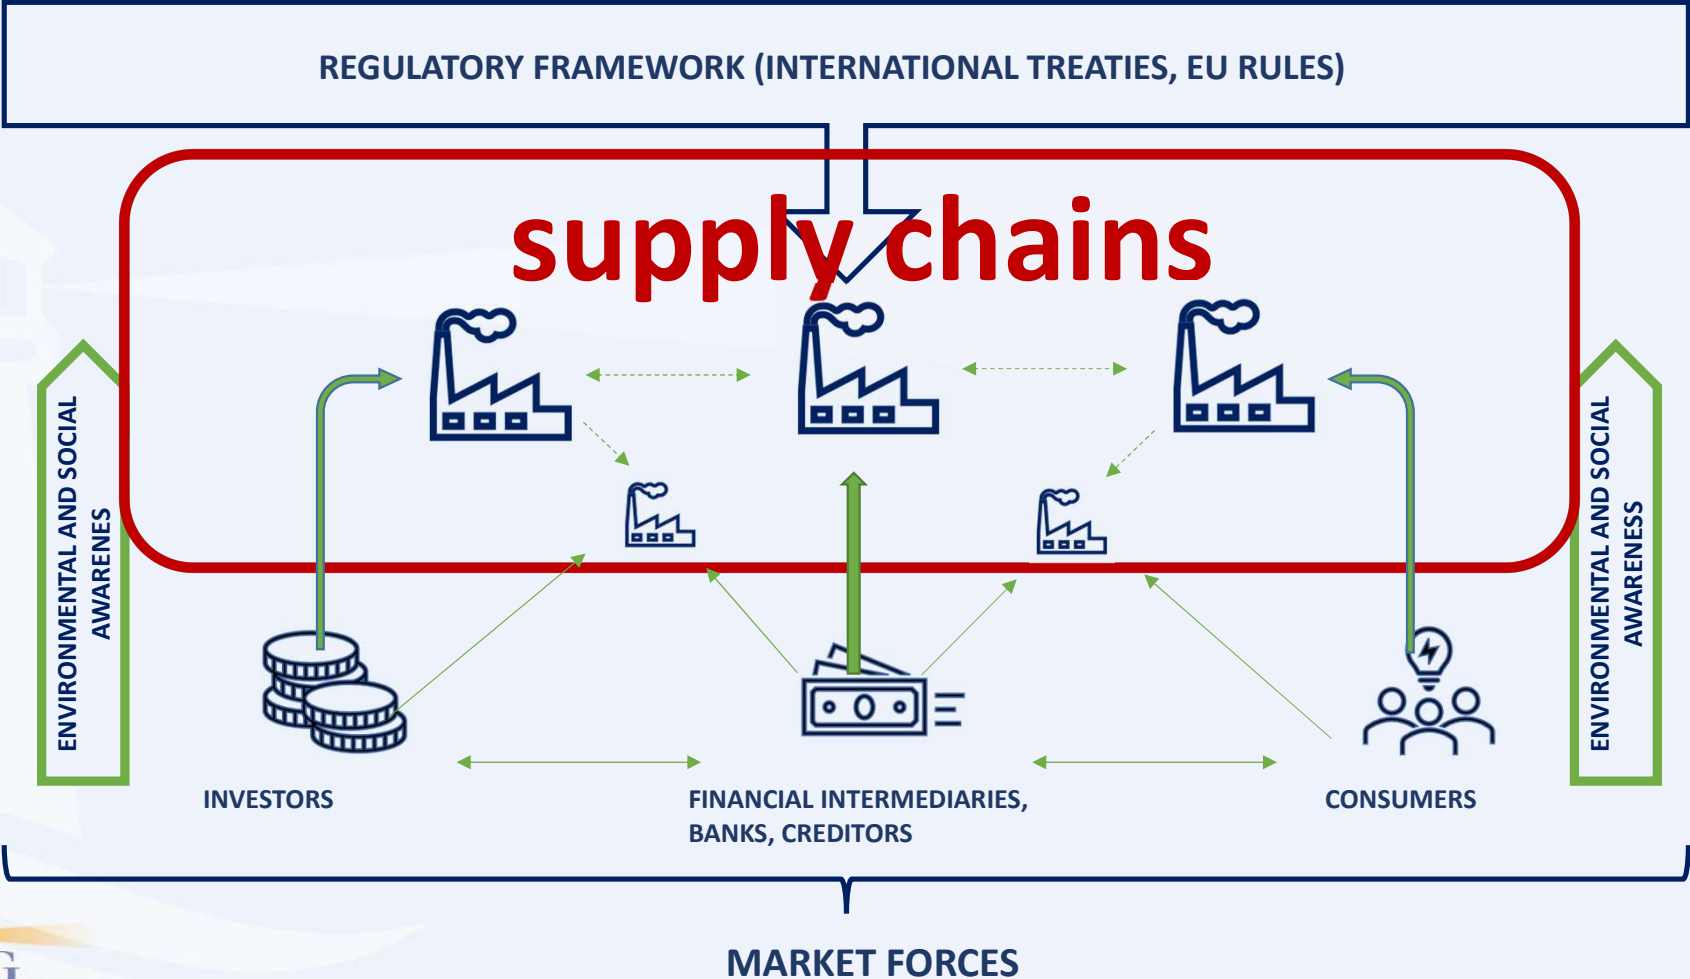 REGULATORY FRAMEWORK (INTERNATIONAL TREATIES, EU RULES)
supply chains
ENVIRONMENTAL AND SOCIAL
AWARENES
ENVIRONMENTAL AND SOCIAL
AWARENESS
INVESTORS
FINANCIAL INTERMEDIARIES,
BANKS, CREDITORS
CONSUMERS
MARKET FORCES